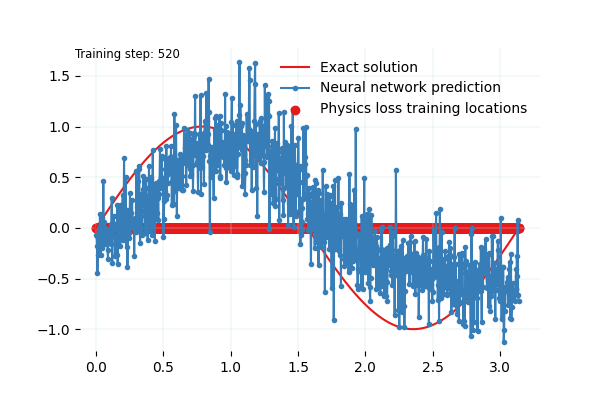 Training step: 520
Exact solution
Neural network prediction
Physics loss training locations
1.5
1.0
0.5
0.0
−0.5
−1.0
0.0 0.5 1.0 1.5 2.0 2.5 3.0